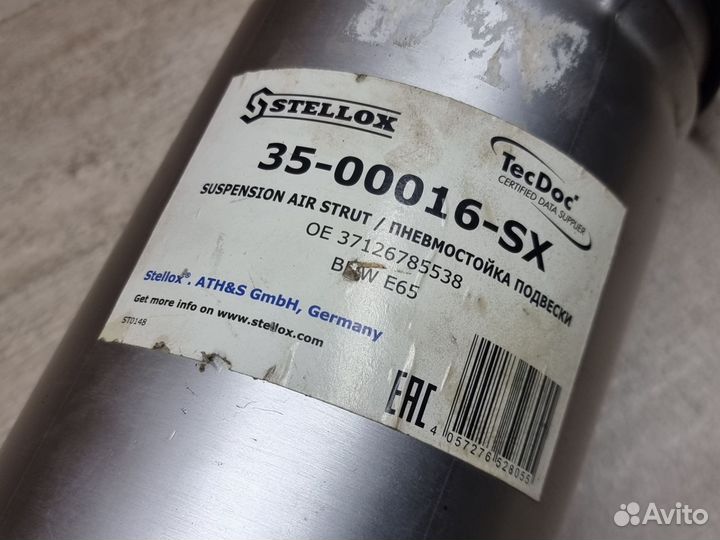 STELLOX
TecDoc
CERTIFIED DATA SUPPLIER
35-00016-SX
SUSPENSION AIR STRUT / ПНЕВМОСТОЙКА ПОДВЕСКИ
OE 37126785538
E65
Stellox®. ATH&S GmbH, Germany
Get more info on www.stellox.com
ST0148
EAC
4 057276 528055
Avito